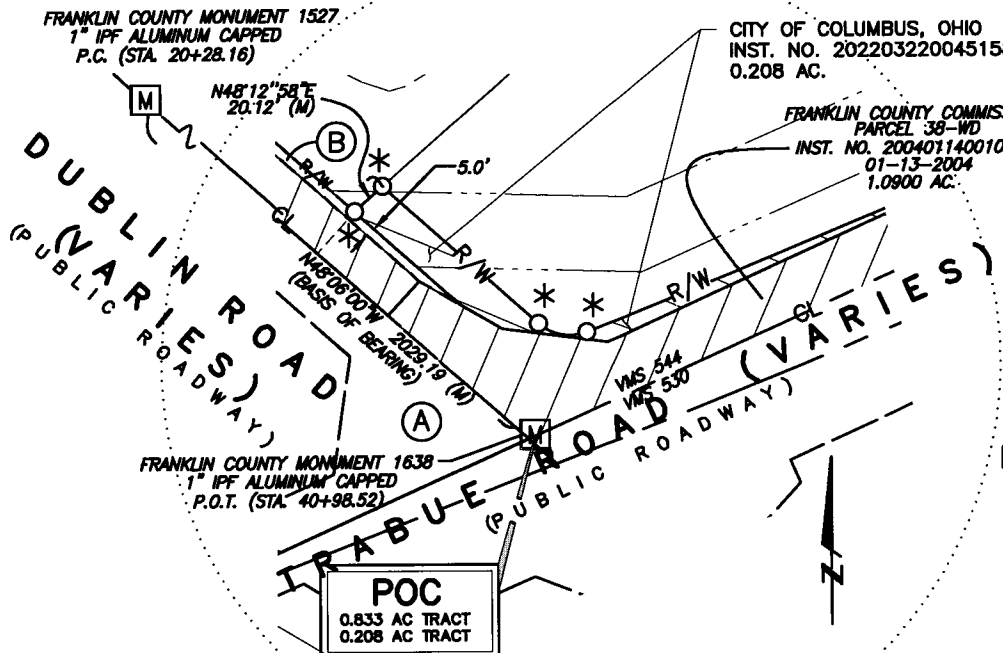 FRANKLIN COUNTY MONUMENT 1527
1" IPF ALUMINUM CAPPED
P.C. (STA. 20+28.16)
CITY OF COLUMBUS, OHIO
INST. NO. 2022032200451
0.208 AC.
N48°12'58"E
20.12' (M)
FRANKLIN COUNTY COMMIS
PARCEL 38-WD
INST. NO. 200401140010
01-13-2004
1.0900 AC.
M
B
5.0'
R/W
R/W
R/W
CL
CL
DUBLIN ROAD
(VARIES)
(PUBLIC ROADWAY)
N48°06'00"W 2029.19 (M)
(BASIS OF BEARING)
A
VMS 544
VMS 530
M
FRANKLIN COUNTY MONUMENT 1638
1" IPF ALUMINUM CAPPED
P.O.T. (STA. 40+98.52)
TRABUE ROAD (VARIES)
(PUBLIC ROADWAY)
POC
0.833 AC TRACT
0.208 AC TRACT
N